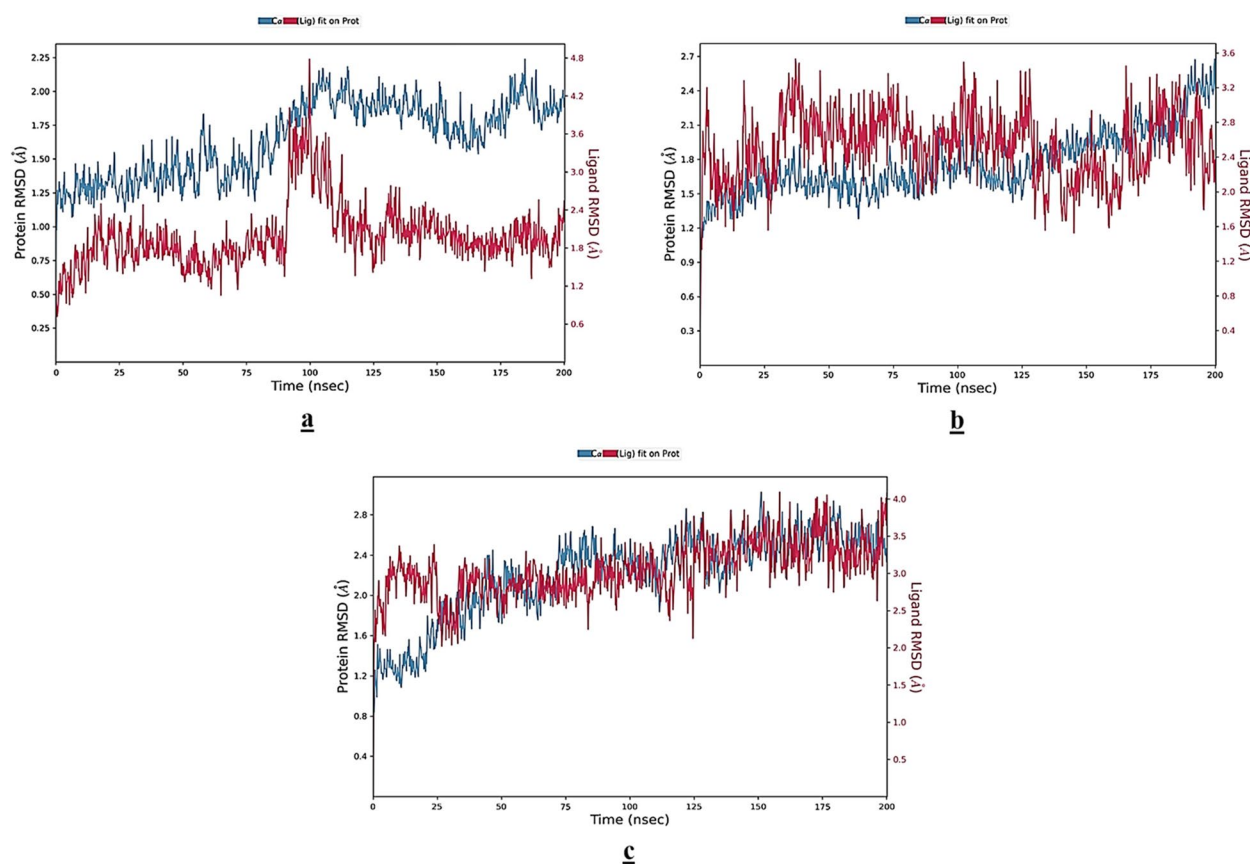 Cα (Lig) fit on Prot
Protein RMSD (Å)
2.25
2.00
1.75
1.50
1.25
1.00
0.75
0.50
0.25
4.8
3.6
3.0
2.4
1.8
1.2
0.6
Ligand RMSD (Å)
0 25 50 75 100 125 150 175 200
Time (nsec)
a
Cα (Lig) fit on Prot
Protein RMSD (Å)
2.7
2.4
2.1
1.8
1.5
1.2
0.9
0.6
0.3
3.6
3.2
2.8
2.4
2.0
1.6
1.2
0.8
0.4
Ligand RMSD (Å)
0 25 50 75 100 125 150 175 200
Time (nsec)
b
Cα (Lig) fit on Prot
Protein RMSD (Å)
2.8
2.4
2.0
1.6
1.2
0.8
0.4
4.0
3.5
3.0
2.5
2.0
1.5
1.0
0.5
Ligand RMSD (Å)
0 25 50 75 100 125 150 175 200
Time (nsec)
c